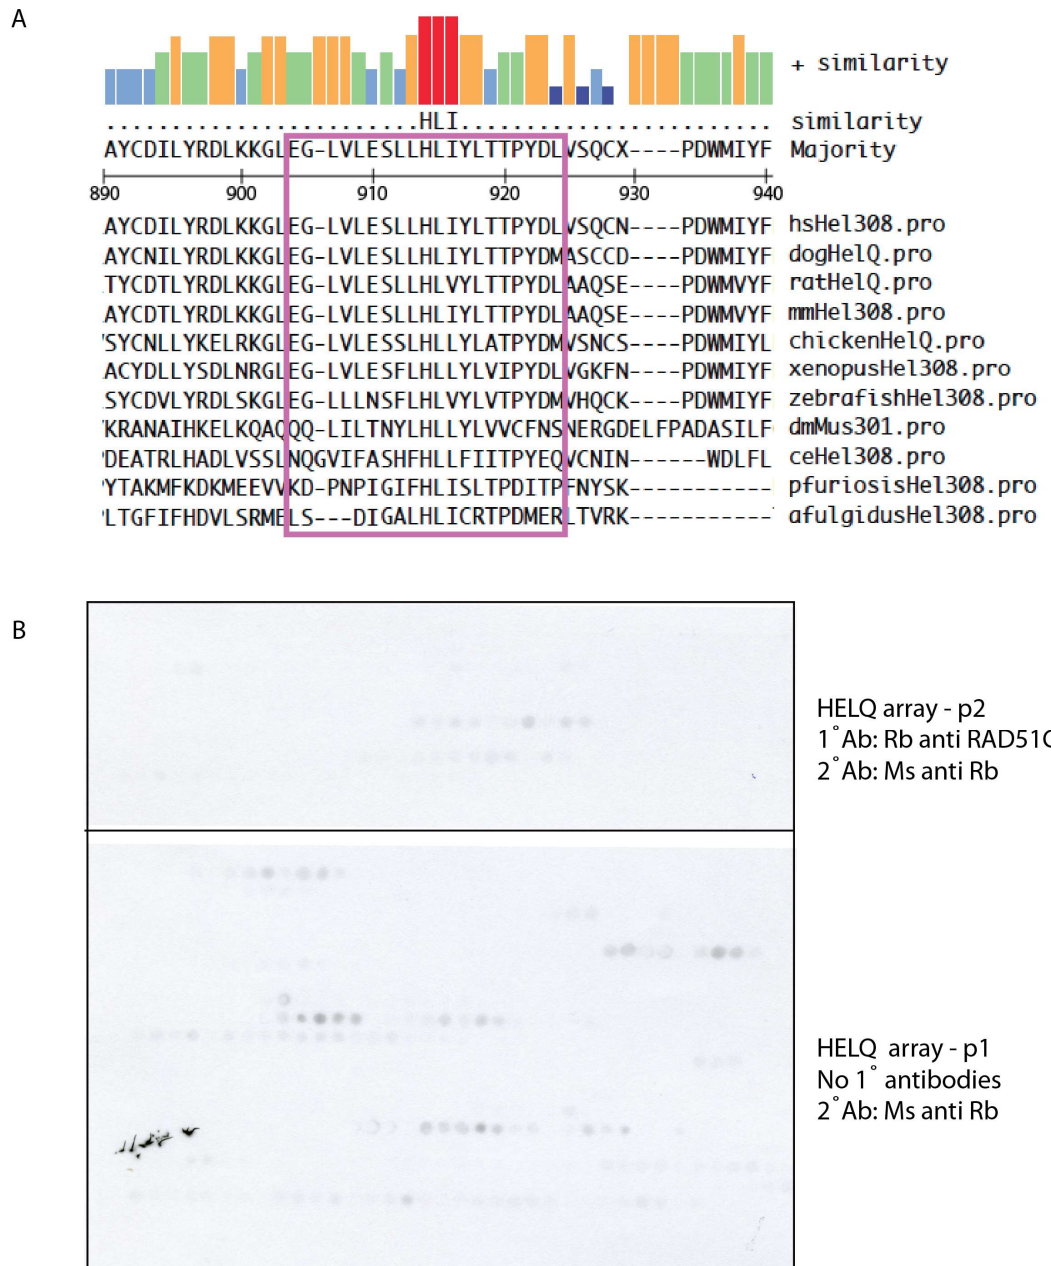 A
+ similarity
......................HLI........................ similarity
AYCDILYRDLKKGLEG-LVLESLLHLIYLTTPYDLVSQCX----PDWMIYF Majority
890 900 910 920 930 940
AYCDILYRDLKKGLEG-LVLESLLHLIYLTTPYDLVSQCN----PDWMIYF hsHel308.pro
AYCNILYRDLKKGLEG-LVLESLLHLIYLTTPYDMASCCD----PDWMIYF dogHelQ.pro
TYCDTLYRDLKKGLEG-LVLESLLHLVYLTTPYDLAAQSE----PDWMVYF ratHelQ.pro
AYCDTLYRDLKKGLEG-LVLESLLHLIYLTTPYDLAAQSE----PDWMVYF mmHel308.pro
SYCNLLYKELRKGLEG-LVLESSLHLLYLATPYDMVSNCS----PDWMIYL chickenHelQ.pro
ACYDLLYSDLNRGLEG-LVLESFLHLLYLVIPYDLVGKFN----PDWMIYF xenopusHel308.pro
SYCDVLYRDLSKGLEG-LLLNSFLHLVYLVTPYDMVHQCK----PDWMIYF zebrafishHel308.pro
KRANAIHKELKQAQQQ-LILTNYLHLLYLVVCFNSNERGDELFPADASILF dmMus301.pro
DEATRLHADLVSSLNQGVIFASHFHLLFIITPYEQVCNIN------WDLFL ceHel308.pro
YTAKMFKDKMEEVVKD-PNPIGIFHLISLTPDITPFNYSK----------- pfuriosisHel308.pro
LTGFIFHDVLSRMELS---DIGALHLICRTPDMERLTVRK----------- afulgidusHel308.pro
B
HELQ array - p2
1°Ab: Rb anti RAD51C
2°Ab: Ms anti Rb
HELQ array - p1
No 1° antibodies
2°Ab: Ms anti Rb